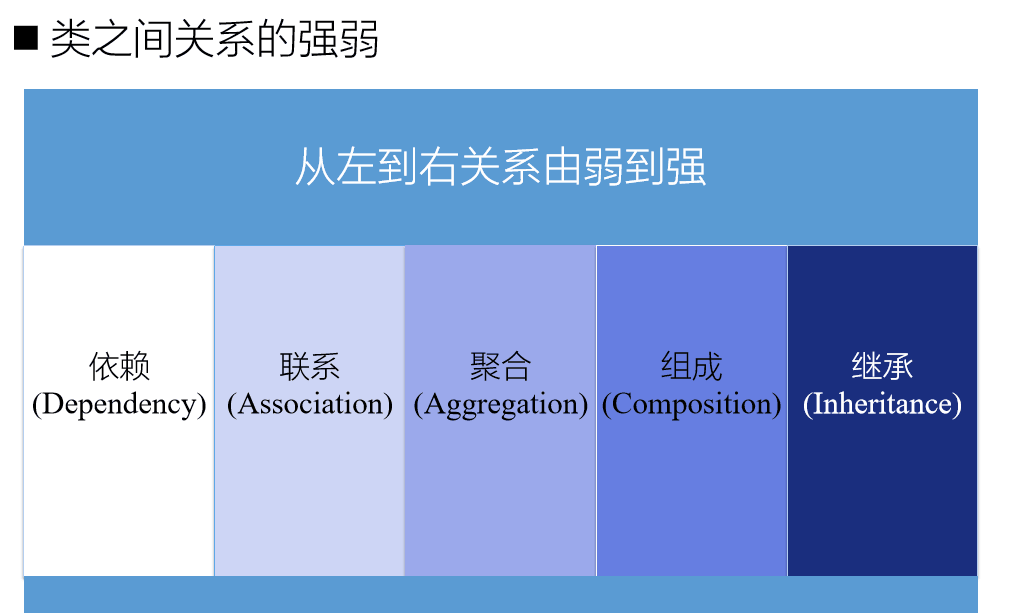 ■ 类之间关系的强弱
从左到右关系由弱到强
依赖
(Dependency)
联系
(Association)
聚合
(Aggregation)
组成
(Composition)
继承
(Inheritance)